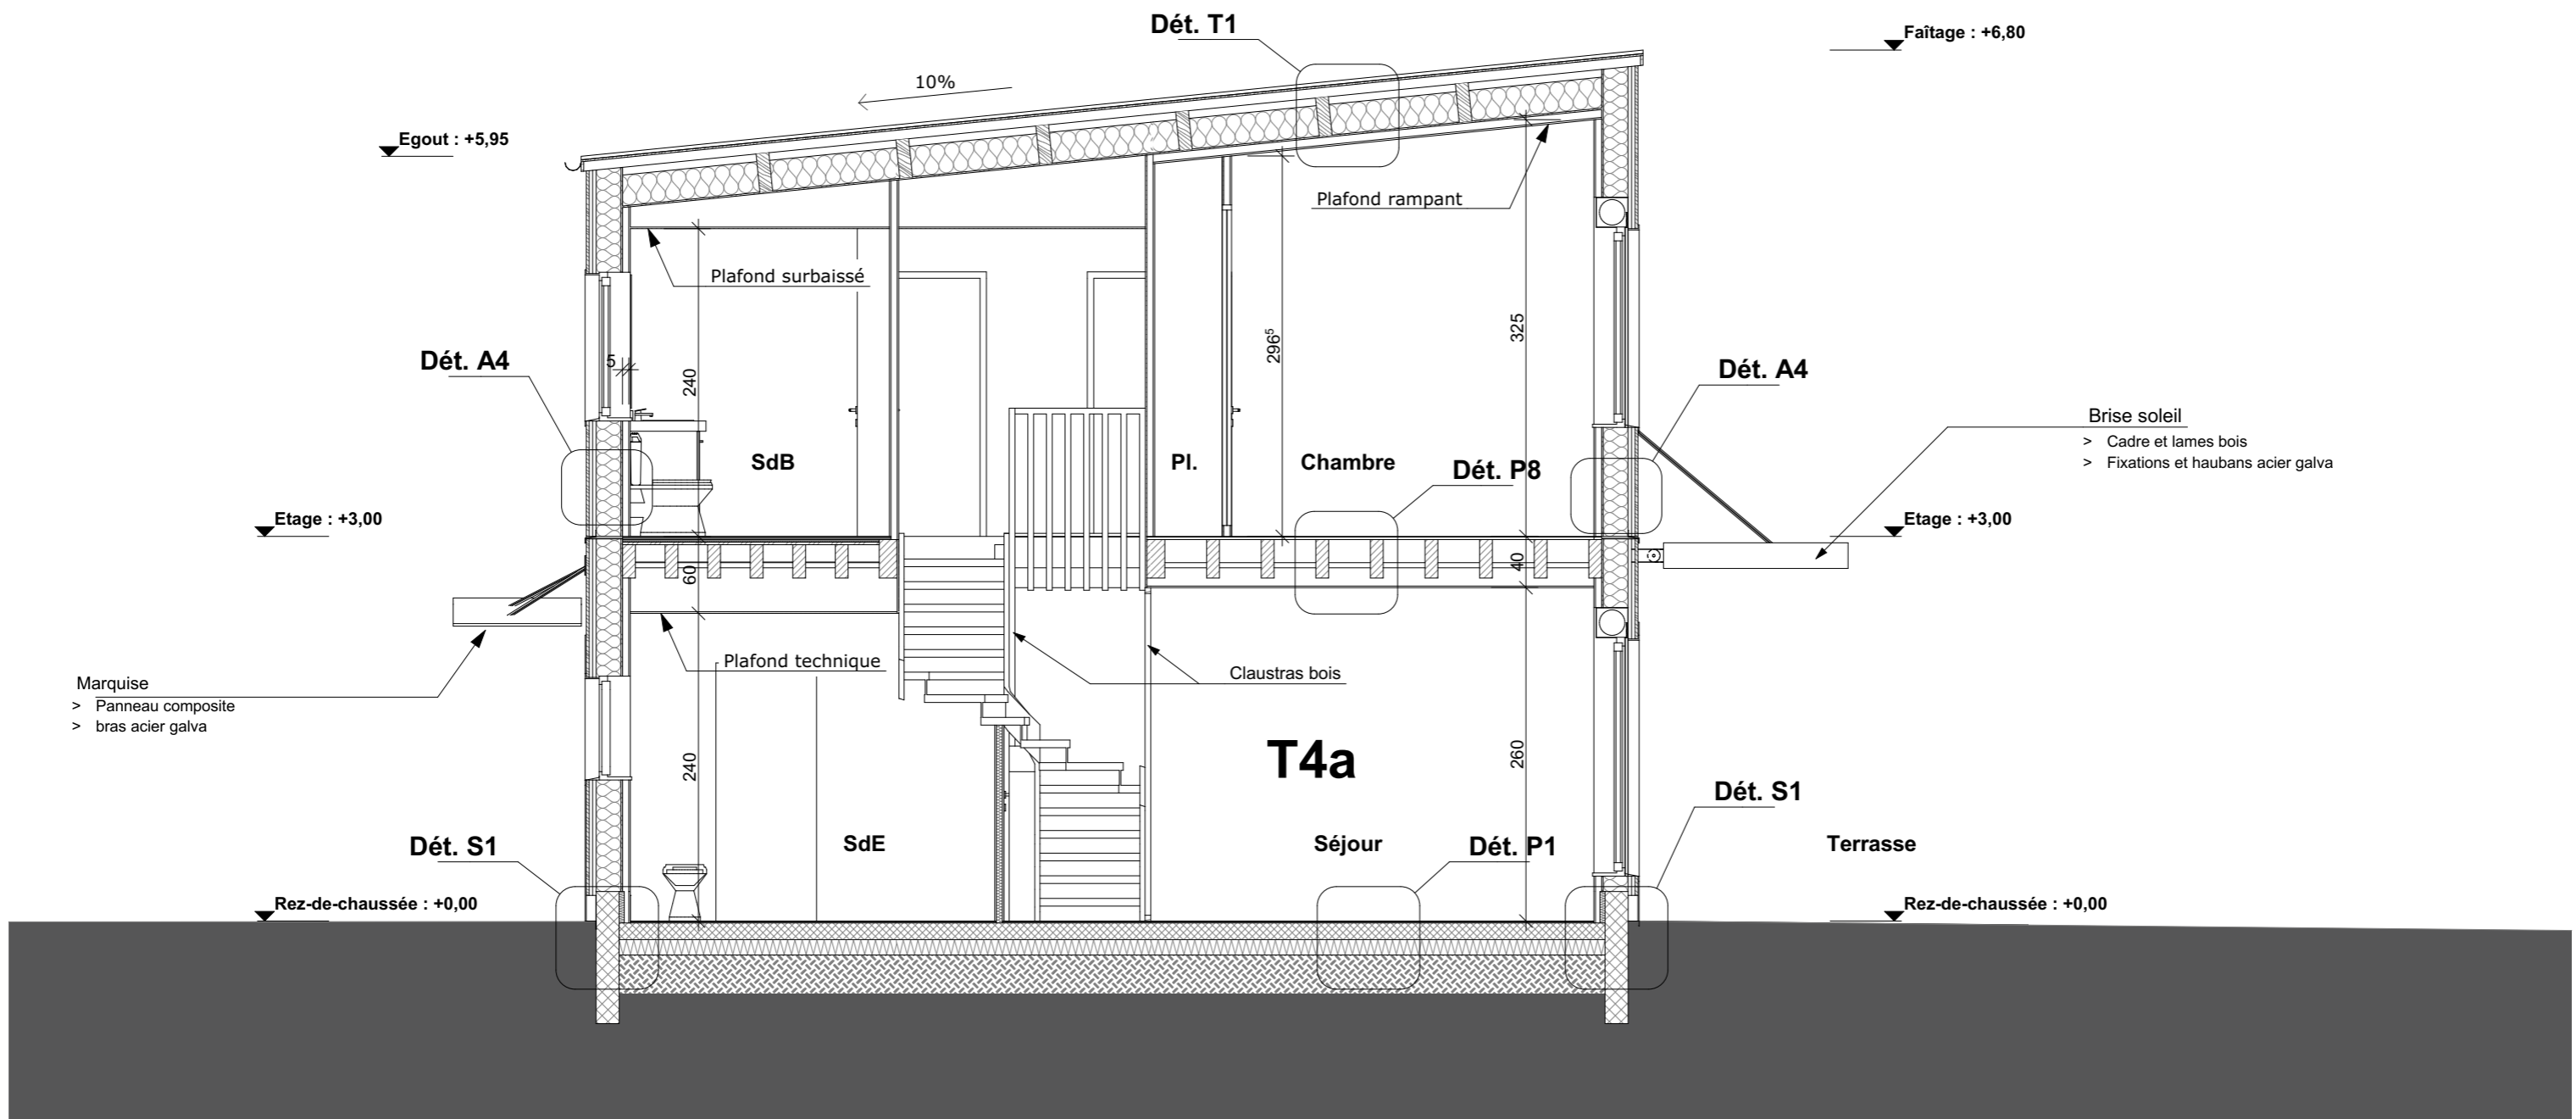 Dét. T1
Faîtage : +6,80
10%
Egout : +5,95
Plafond rampant
Plafond surbaissé
325
296⁵
Dét. A4
5
240
Dét. A4
Brise soleil
> Cadre et lames bois
> Fixations et haubans acier galva
SdB
Pl.
Chambre
Dét. P8
Etage : +3,00
Etage : +3,00
60
40
Plafond technique
Claustras bois
Marquise
> Panneau composite
> bras acier galva
T4a
240
260
Dét. S1
Dét. S1
SdE
Séjour
Dét. P1
Terrasse
Rez-de-chaussée : +0,00
Rez-de-chaussée : +0,00